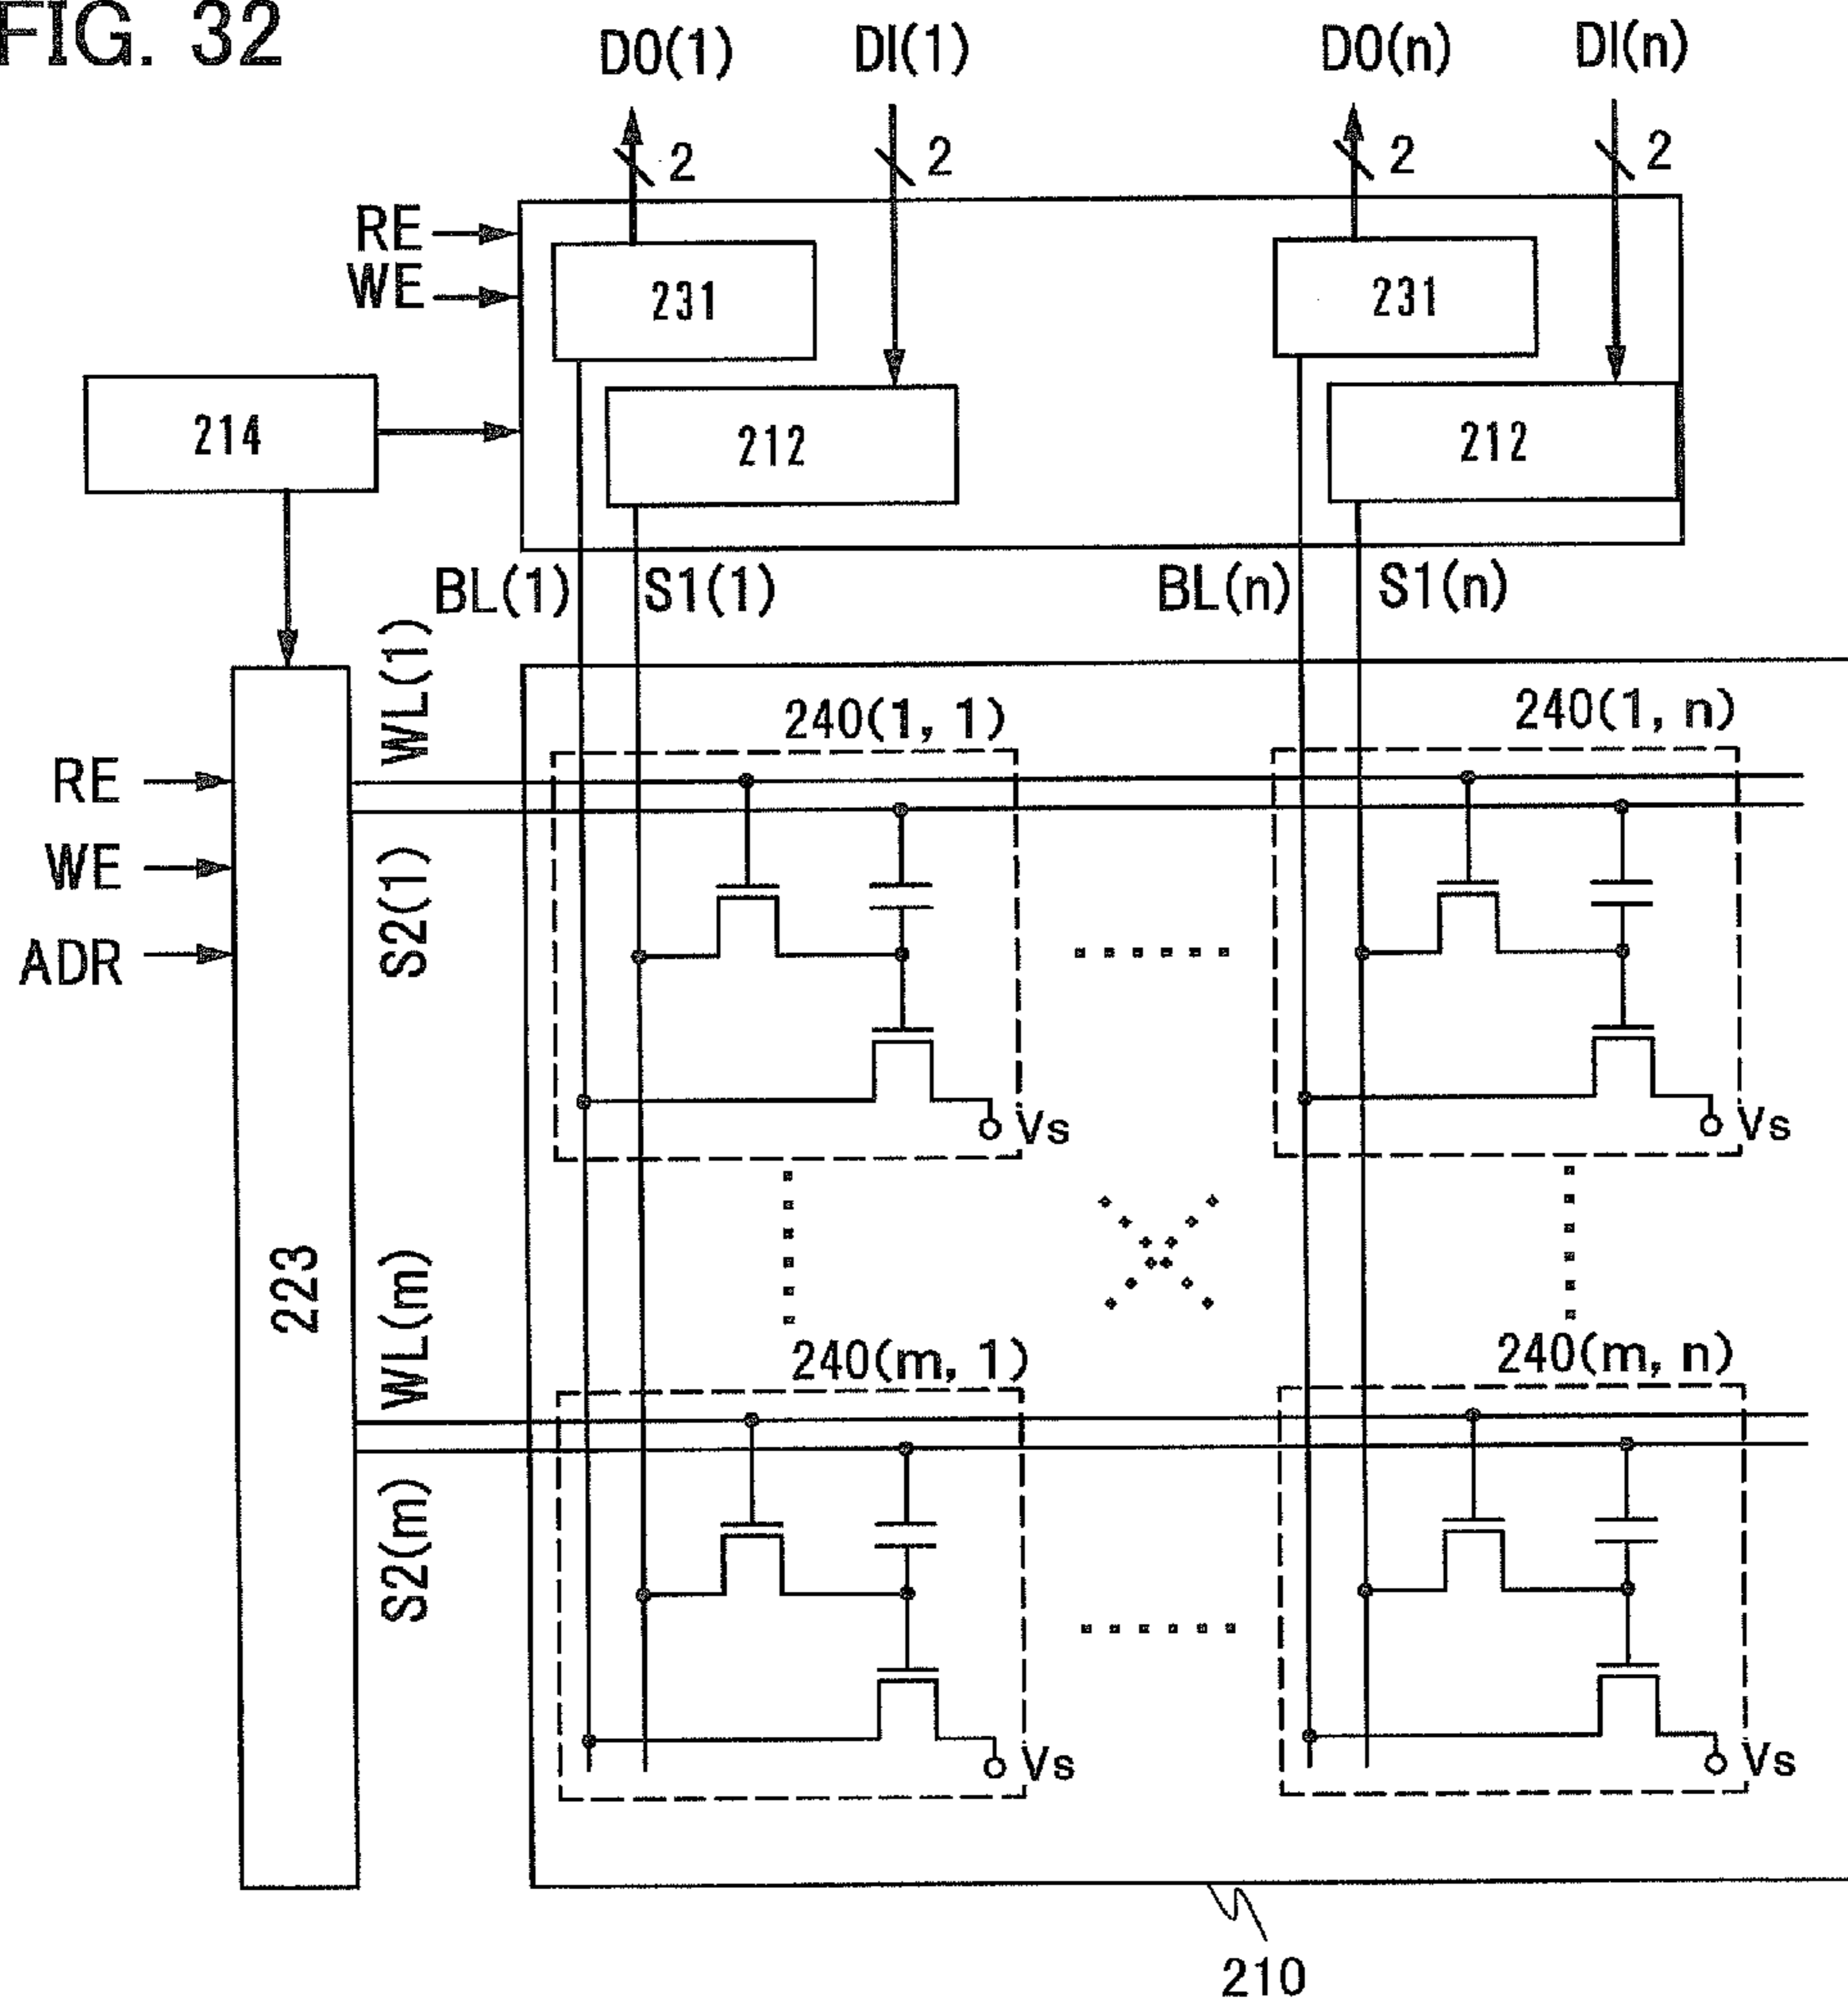 FIG. 32
DO(1) DI(1) DO(n) DI(n)
2 2 2 2
RE
WE
231 231
214
212 212
BL(1) S1(1) BL(n) S1(n)
WL(1)
S2(1)
240(1, 1) 240(1, n)
RE
WE
ADR
Vs Vs
223
WL(m)
S2(m)
240(m, 1) 240(m, n)
Vs Vs
210